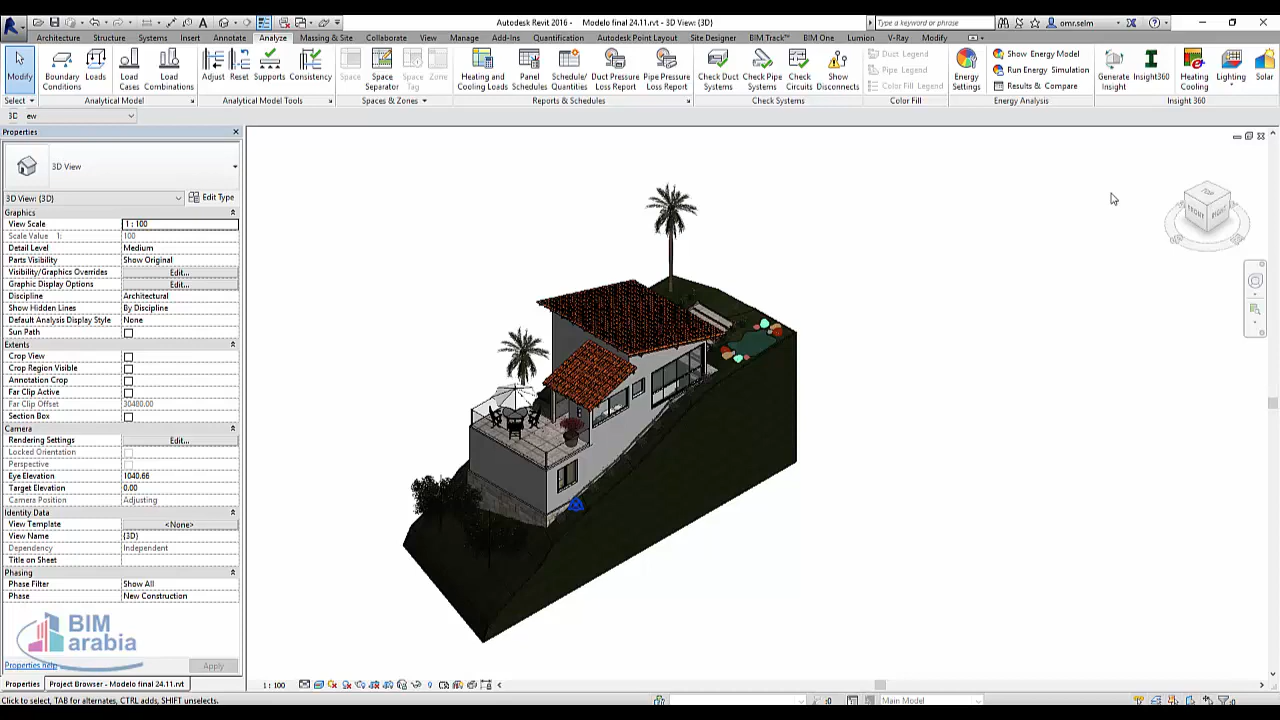 Autodesk Revit 2016 - Modelo final 24.11.rvt - 3D View: {3D}
Type a keyword or phrase
omr.selm
Architecture Structure Systems Insert Annotate Analyze Massing & Site Collaborate View Manage Add-Ins Quantification Autodesk Point Layout Site Designer BIM Track™ BIM One Lumion V-Ray Modify
Modify
Boundary Conditions
Loads
Load Cases
Load Combinations
Adjust
Reset
Supports
Consistency
Space
Space Separator
Space Tag
Zone
Heating and Cooling Loads
Panel Schedules
Schedule/ Quantities
Duct Pressure Loss Report
Pipe Pressure Loss Report
Check Duct Systems
Check Pipe Systems
Check Circuits
Show Disconnects
Duct Legend
Pipe Legend
Color Fill Legend
Energy Settings
Show Energy Model
Run Energy Simulation
Results & Compare
Generate Insight
Insight360
Heating Cooling
Lighting
Solar
Select Analytical Model Analytical Model Tools Spaces & Zones Reports & Schedules Check Systems Color Fill Energy Analysis Insight 360
3D ew
Properties
3D View
3D View: {3D} Edit Type
Graphics
View Scale 1 : 100
Scale Value 1: 100
Detail Level Medium
Parts Visibility Show Original
Visibility/Graphics Overrides Edit...
Graphic Display Options Edit...
Discipline Architectural
Show Hidden Lines By Discipline
Default Analysis Display Style None
Sun Path
Extents
Crop View
Crop Region Visible
Annotation Crop
Far Clip Active
Far Clip Offset 30480.00
Section Box
Camera
Rendering Settings Edit...
Locked Orientation
Perspective
Eye Elevation 1040.66
Target Elevation 0.00
Camera Position Adjusting
Identity Data
View Template <None>
View Name {3D}
Dependency Independent
Title on Sheet
Phasing
Phase Filter Show All
Phase New Construction
BIM
arabia
Properties help Apply
Properties Project Browser - Modelo final 24.11.rvt
1 : 100
Click to select, TAB for alternates, CTRL adds, SHIFT unselects.
:0
Main Model
:0
TOP
FRONT
RIGHT